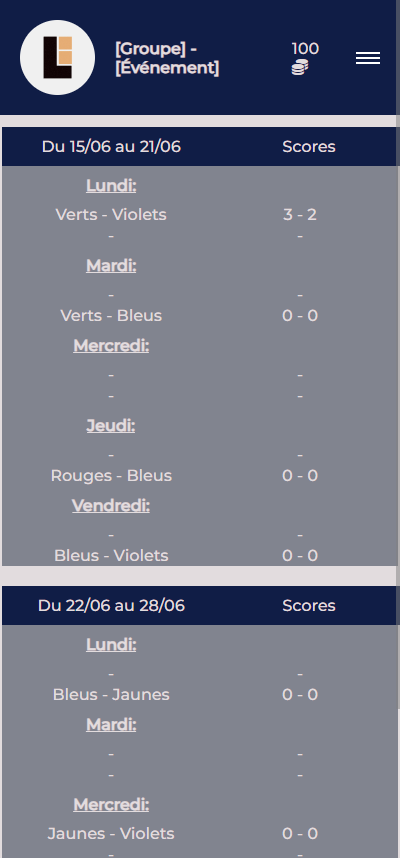 [Groupe] -
[Événement]
100
Du 15/06 au 21/06 Scores
Lundi:
Verts - Violets 3 - 2
- -
Mardi:
- -
Verts - Bleus 0 - 0
Mercredi:
- -
- -
Jeudi:
- -
Rouges - Bleus 0 - 0
Vendredi:
- -
Bleus - Violets 0 - 0
Du 22/06 au 28/06 Scores
Lundi:
- -
Bleus - Jaunes 0 - 0
Mardi:
- -
- -
Mercredi:
Jaunes - Violets 0 - 0
- -